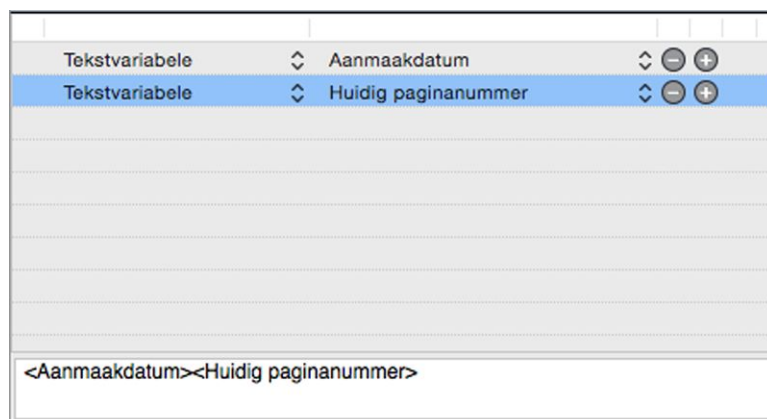 Tekstvariabele Aanmaakdatum
Tekstvariabele Huidig paginanummer
<Aanmaakdatum><Huidig paginanummer>